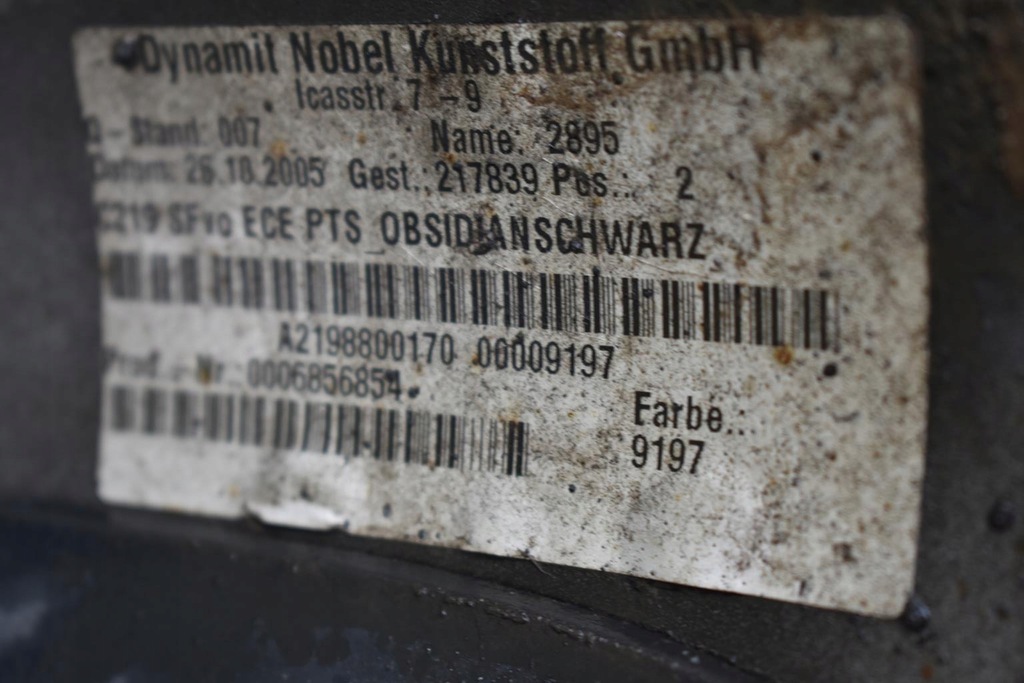 Dynamit Nobel Kunststoff GmbH
Icasstr. 7 - 9
- Stand: 007 Name: 2895
Datum: 26.10.2005 Gest.: 217839 Pos.: 2
C219 SFvo ECE PTS_OBSIDIANSCHWARZ
A2198800170 00009197
Prod.-Nr.: 0006856854
Farbe.:
9197